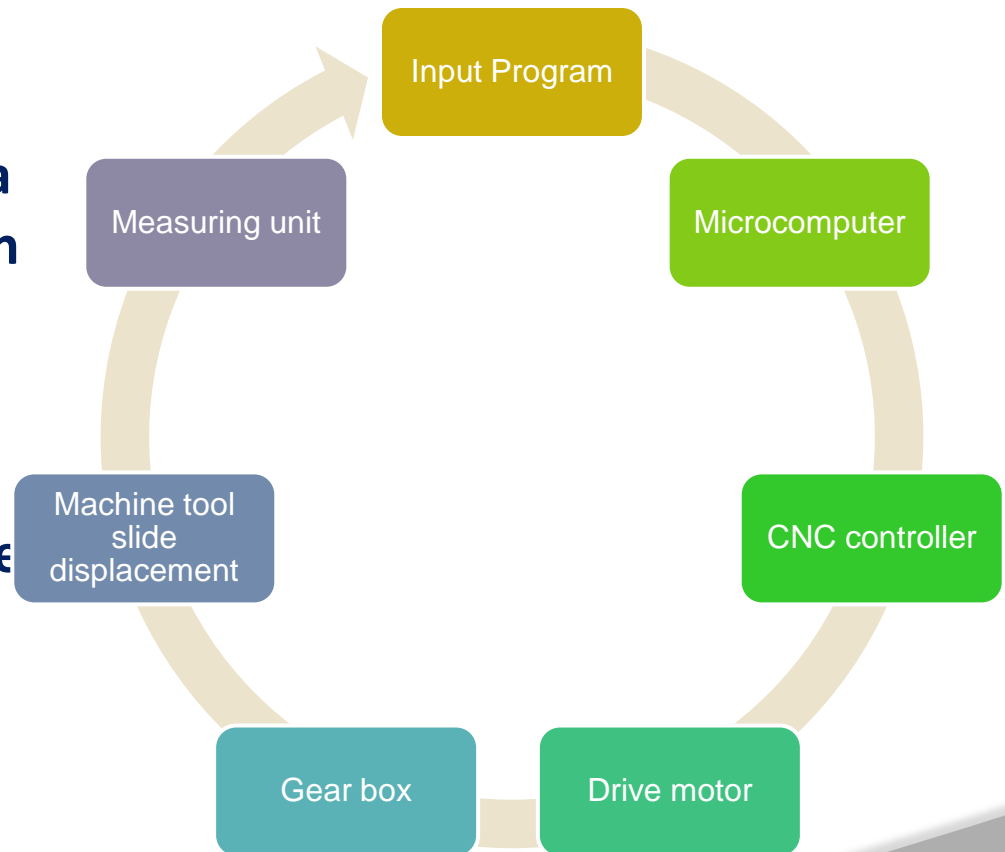 Input Program
Microcomputer
CNC controller
Drive motor
Gear box
Machine tool
slide
displacement
Measuring unit